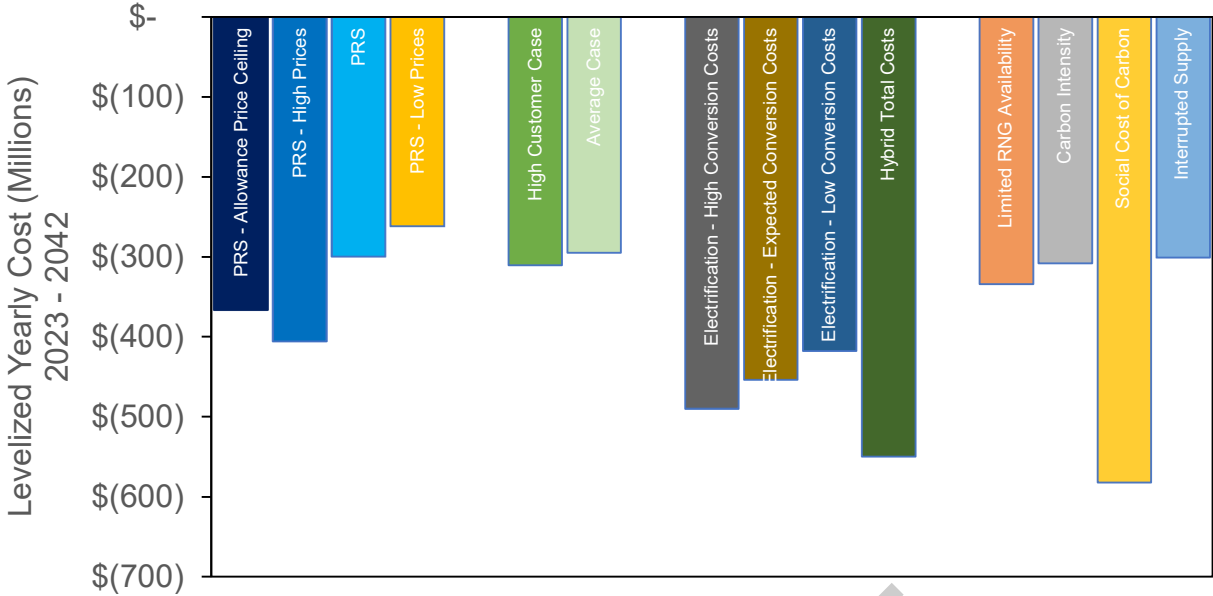 Levelized Yearly Cost (Millions)
2023 - 2042
$-
$(100)
$(200)
$(300)
$(400)
$(500)
$(600)
$(700)
PRS - Allowance Price Ceiling
PRS - High Prices
PRS
PRS - Low Prices
High Customer Case
Average Case
Electrification - High Conversion Costs
Electrification - Expected Conversion Costs
Electrification - Low Conversion Costs
Hybrid Total Costs
Limited RNG Availability
Carbon Intensity
Social Cost of Carbon
Interrupted Supply